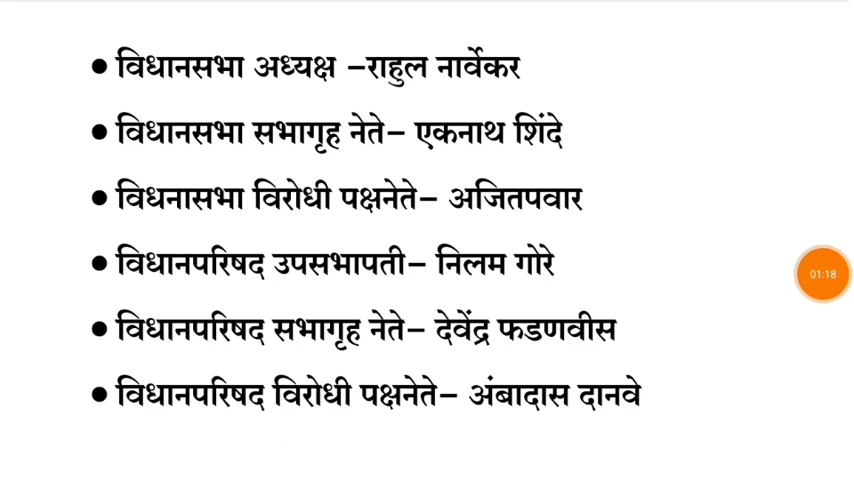 ● विधानसभा अध्यक्ष –राहुल नार्वेकर
● विधानसभा सभागृह नेते– एकनाथ शिंदे
● विधनासभा विरोधी पक्षनेते– अजितपवार
● विधानपरिषद उपसभापती– निलम गोरे
01:18
● विधानपरिषद सभागृह नेते– देवेंद्र फडणवीस
● विधानपरिषद विरोधी पक्षनेते– अंबादास दानवे